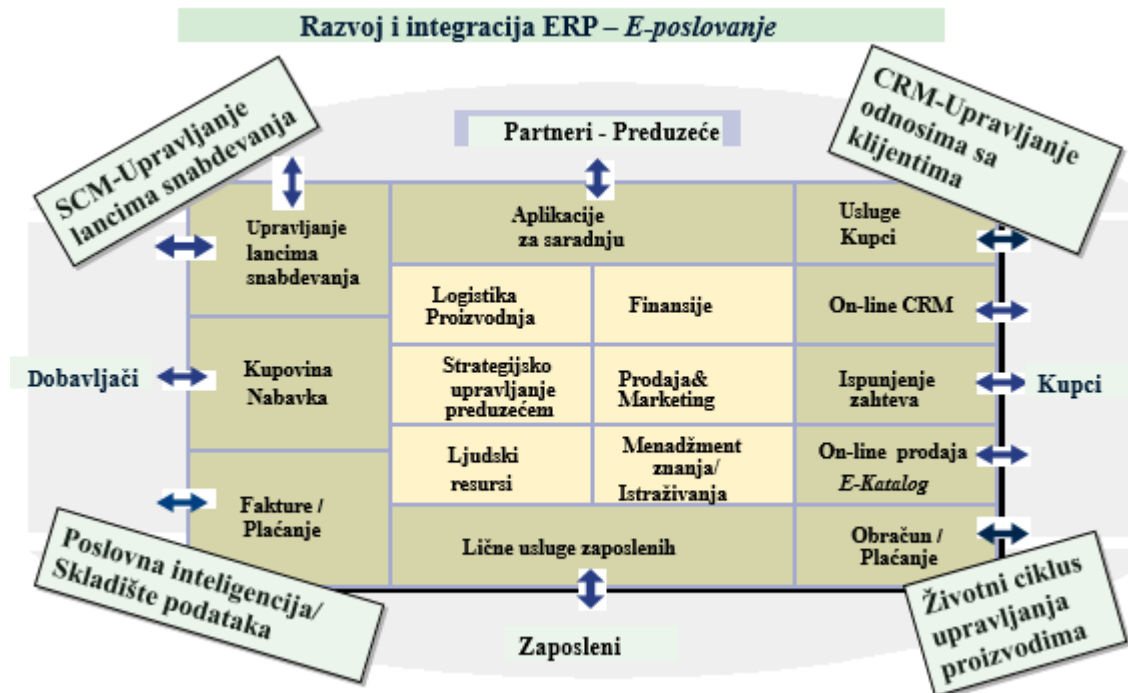 Razvoj i integracija ERP – E-poslovanje
SCM-Upravljanje
lancima snabdevanja
Partneri - Preduzeće
CRM-Upravljanje
odnosima sa
klijentima
Upravljanje
lancima
snabdevanja
Aplikacije
za saradnju
Usluge
Kupci
Logistika
Proizvodnja
Finansije
On-line CRM
Dobavljači
Kupovina
Nabavka
Strategijsko
upravljanje
preduzećem
Prodaja&
Marketing
Ispunjenje
zahteva
Kupci
Ljudski
resursi
Menadžment
znanja/
Istraživanja
On-line prodaja
E-Katalog
Fakture /
Plaćanje
Lične usluge zaposlenih
Obračun /
Plaćanje
Poslovna inteligencija/
Skladište podataka
Zaposleni
Životni ciklus
upravljanja
proizvodima